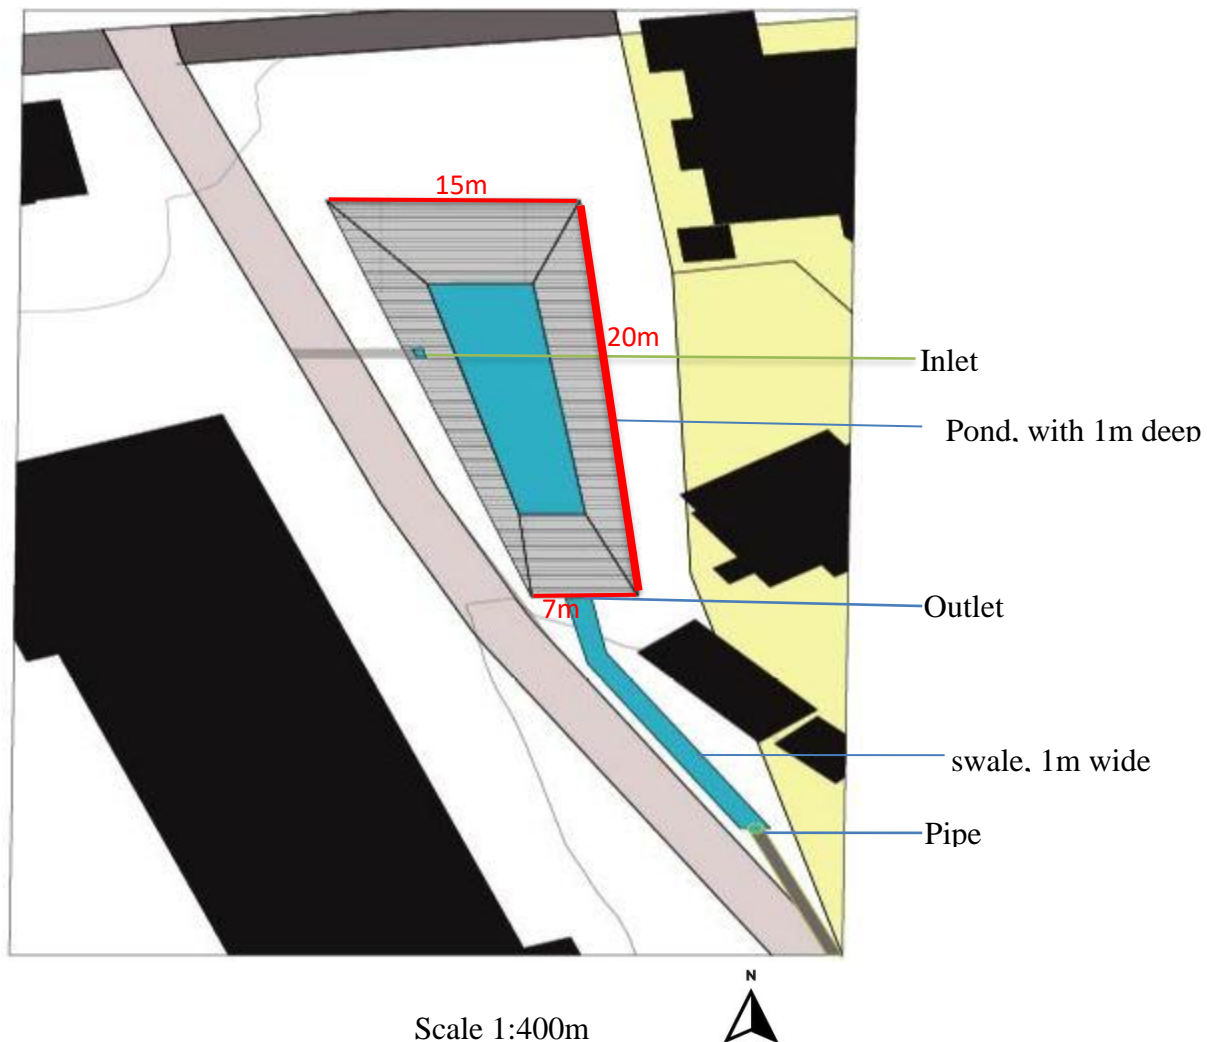 15m
20m
Inlet
Pond, with 1m deep
7m
Outlet
swale, 1m wide
Pipe
N
Scale 1:400m